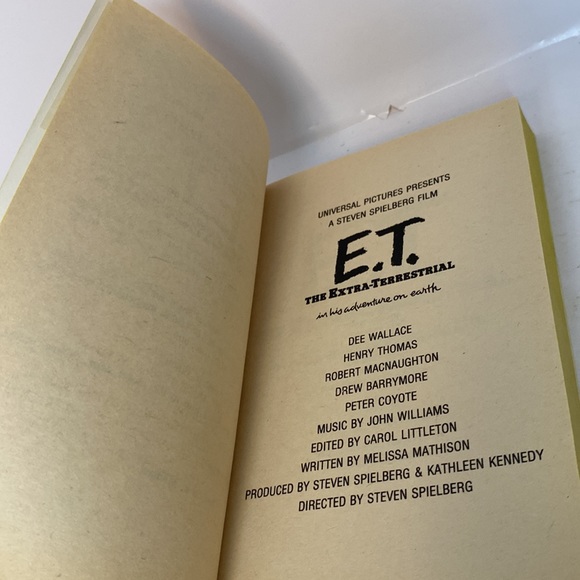 UNIVERSAL PICTURES PRESENTS
A STEVEN SPIELBERG FILM
E.T.
THE EXTRA-TERRESTRIAL
in his adventure on earth
DEE WALLACE
HENRY THOMAS
ROBERT MACNAUGHTON
DREW BARRYMORE
PETER COYOTE
MUSIC BY JOHN WILLIAMS
EDITED BY CAROL LITTLETON
WRITTEN BY MELISSA MATHISON
PRODUCED BY STEVEN SPIELBERG & KATHLEEN KENNEDY
DIRECTED BY STEVEN SPIELBERG